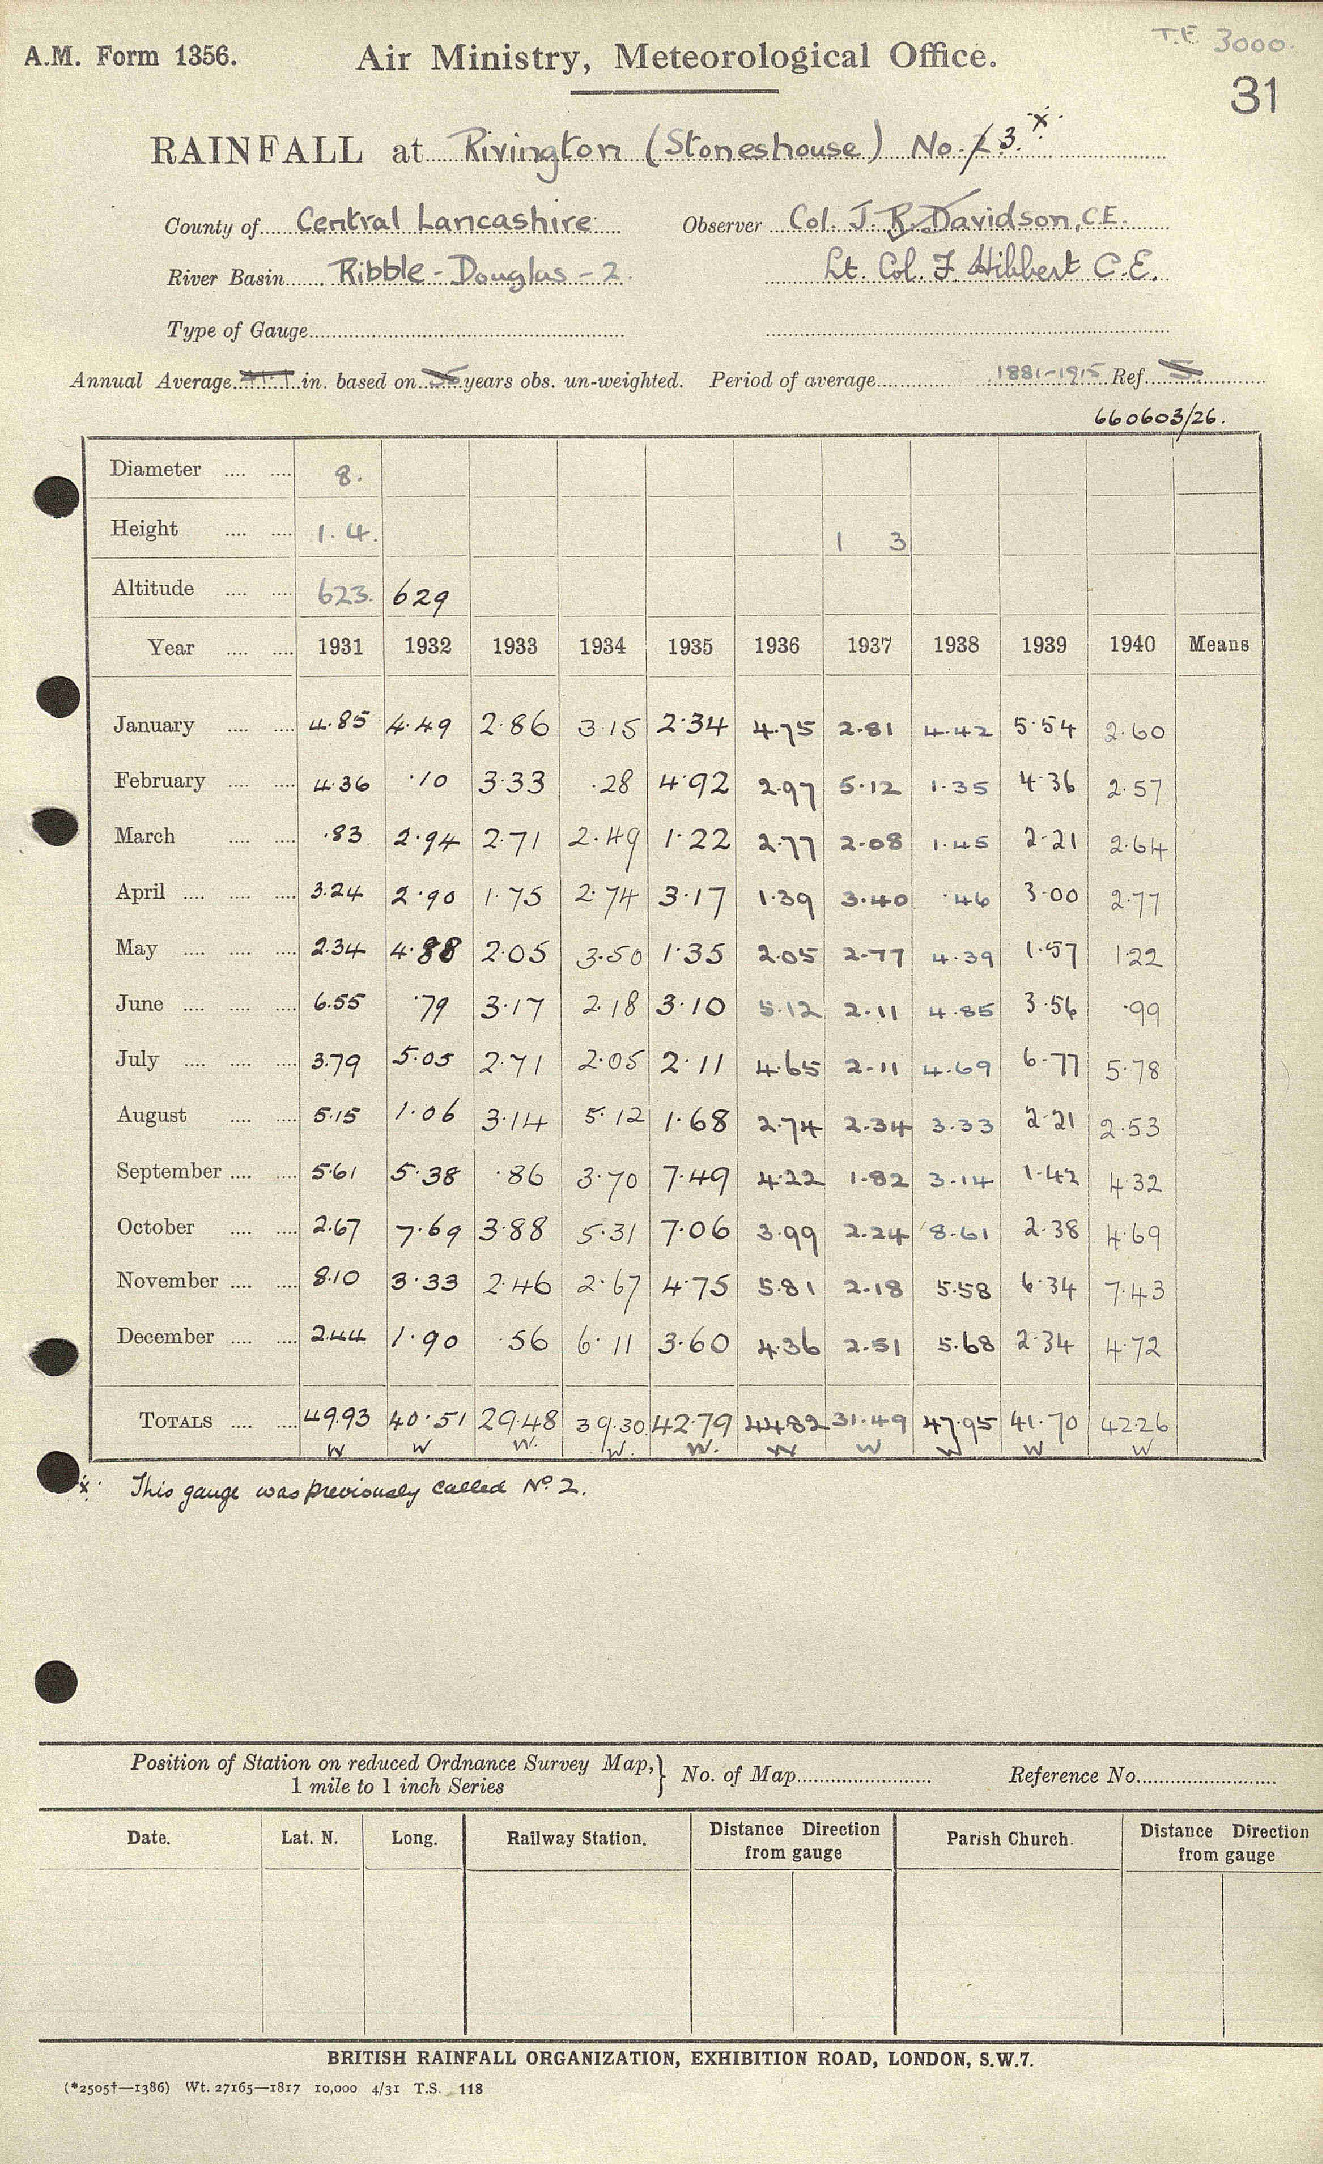 T.F 3000.
A.M. Form 1356.
Air Ministry, Meteorological Office.
31
RAINFALL at Rivington (Stoneshouse) No. 2 3. x
County of Central Lancashire Observer Col. J. R. Davidson, C.E.
River Basin Ribble - Douglas - 2. Lt. Col. F. Hibbert C.E.
Type of Gauge
Annual Average in. based on 35 years obs. un-weighted. Period of average 1881-1915 Ref.
660603/26.
Diameter 8.
Height 1. 4. 1 3
Altitude 623. 629
Year 1931 1932 1933 1934 1935 1936 1937 1938 1939 1940 Means
January 4.85 4.49 2.86 3.15 2.34 4.75 2.81 4.42 5.54 2.60
February 4.36 .10 3.33 .28 4.92 2.97 5.12 1.35 4.36 2.57
March .83 2.94 2.71 2.49 1.22 2.77 2.08 1.45 2.21 2.64
April 3.24 2.90 1.75 2.74 3.17 1.39 3.40 .46 3.00 2.77
May 2.34 4.88 2.05 3.50 1.35 2.05 2.77 4.39 1.57 1.22
June 6.55 .79 3.17 2.18 3.10 5.12 2.11 4.85 3.56 .99
July 3.79 5.05 2.71 2.05 2.11 4.65 2.11 4.69 6.77 5.78
August 5.15 1.06 3.14 5.12 1.68 2.74 2.34 3.33 2.21 2.53
September 5.61 5.38 .86 3.70 7.49 4.22 1.82 3.14 1.42 4.32
October 2.67 7.69 3.88 5.31 7.06 3.99 2.24 8.61 2.38 4.69
November 8.10 3.33 2.46 2.67 4.75 5.81 2.18 5.58 6.34 7.43
December 2.44 1.90 .56 6.11 3.60 4.36 2.51 5.68 2.34 4.72
TOTALS 49.93 40.51 29.48 39.30 42.79 44.82 31.49 47.95 41.70 42.26
W W W. W. W. W W W W W
x. This gauge was previously called No 2.
Position of Station on reduced Ordnance Survey Map, 1 mile to 1 inch Series } No. of Map Reference No.
Date. Lat. N. Long. Railway Station. Distance Direction from gauge Parish Church. Distance Direction from gauge
BRITISH RAINFALL ORGANIZATION, EXHIBITION ROAD, LONDON, S.W.7.
(*2505†—1386) Wt. 27165—1817 10,000 4/31 T.S. 118